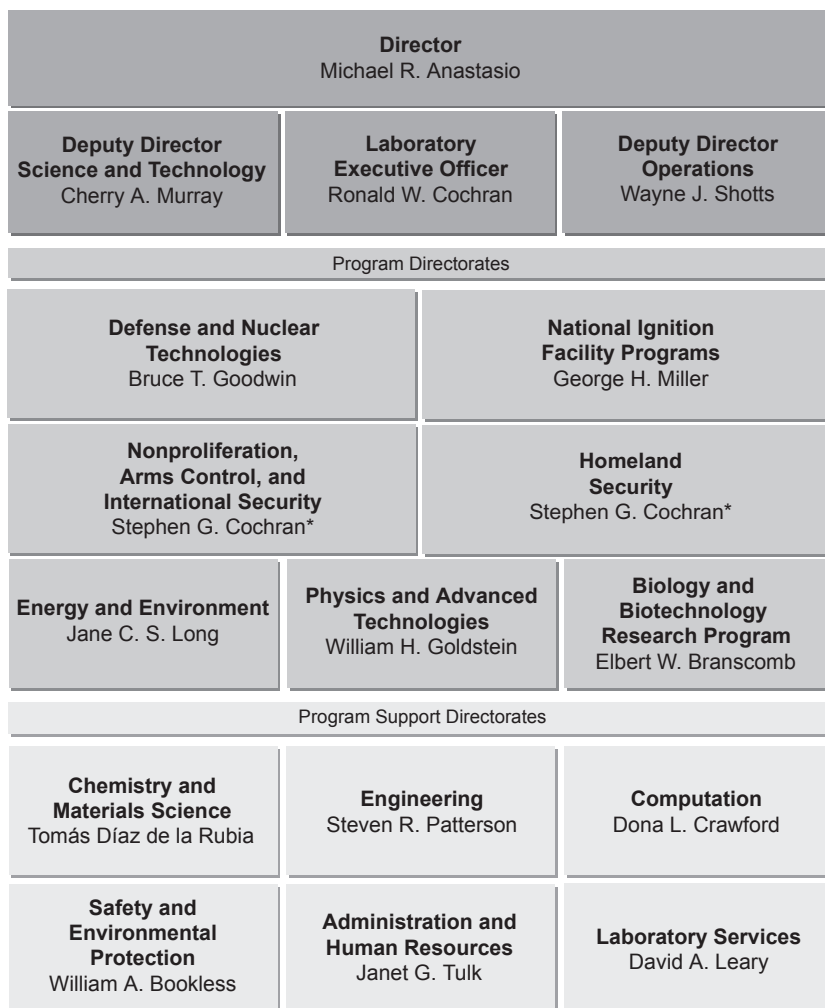 Director
Michael R. Anastasio
Deputy Director
Science and Technology
Cherry A. Murray
Laboratory
Executive Officer
Ronald W. Cochran
Deputy Director
Operations
Wayne J. Shotts
Program Directorates
Defense and Nuclear
Technologies
Bruce T. Goodwin
National Ignition
Facility Programs
George H. Miller
Nonproliferation,
Arms Control, and
International Security
Stephen G. Cochran*
Homeland
Security
Stephen G. Cochran*
Energy and Environment
Jane C. S. Long
Physics and Advanced
Technologies
William H. Goldstein
Biology and
Biotechnology
Research Program
Elbert W. Branscomb
Program Support Directorates
Chemistry and
Materials Science
Tomás Díaz de la Rubia
Engineering
Steven R. Patterson
Computation
Dona L. Crawford
Safety and
Environmental
Protection
William A. Bookless
Administration and
Human Resources
Janet G. Tulk
Laboratory Services
David A. Leary